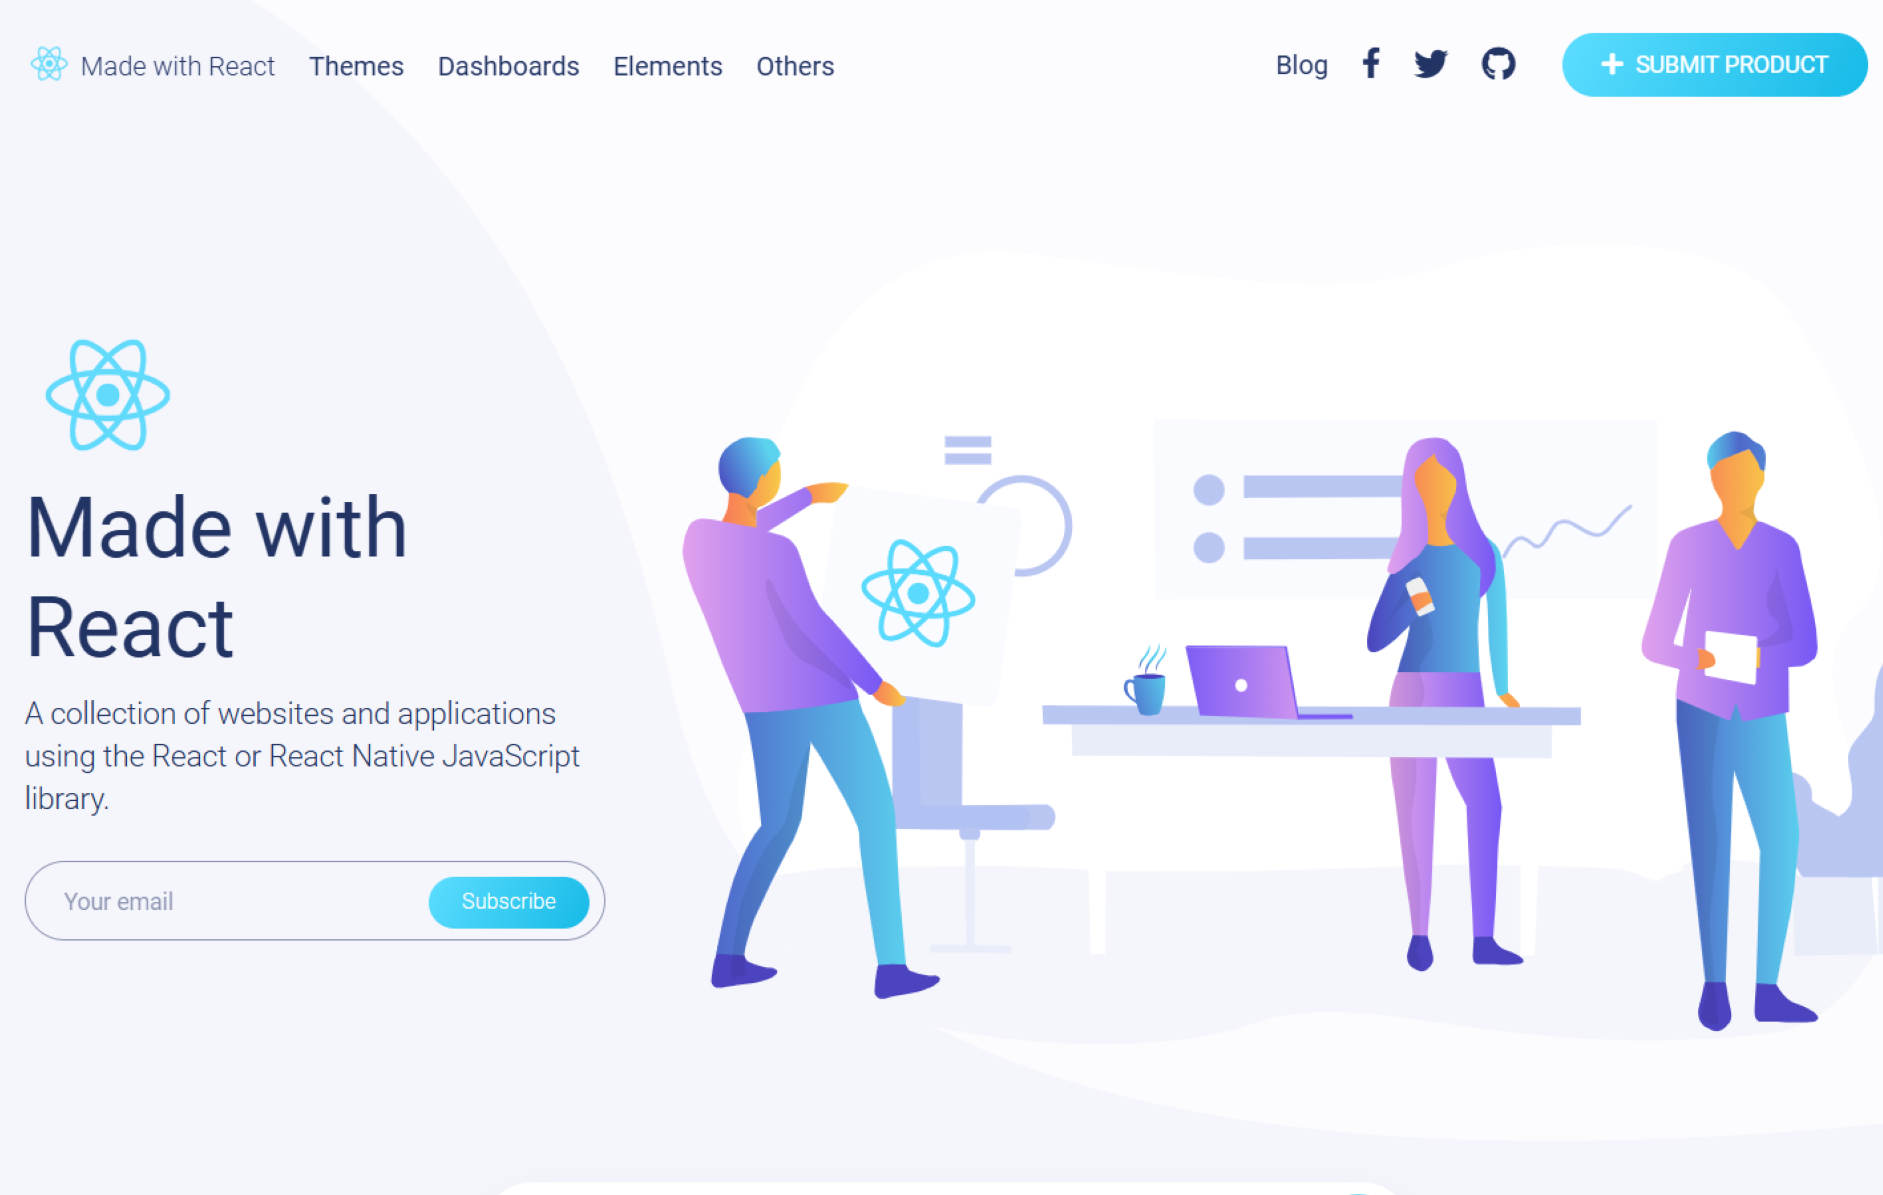 Made with React Themes Dashboards Elements Others Blog SUBMIT PRODUCT
Made with
React
A collection of websites and applications
using the React or React Native JavaScript
library.
Your email Subscribe